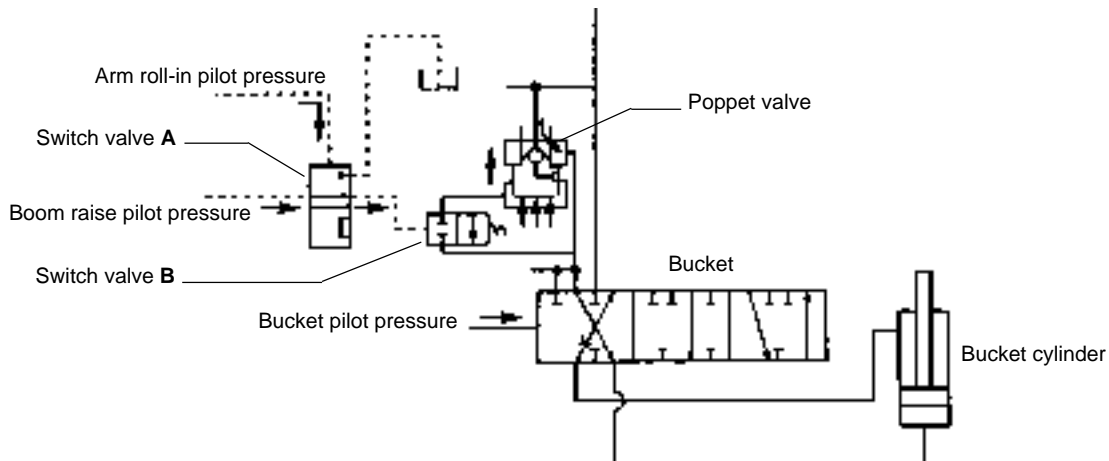 Arm roll-in pilot pressure
Poppet valve
Switch valve A
Boom raise pilot pressure
Switch valve B
Bucket
Bucket pilot pressure
Bucket cylinder